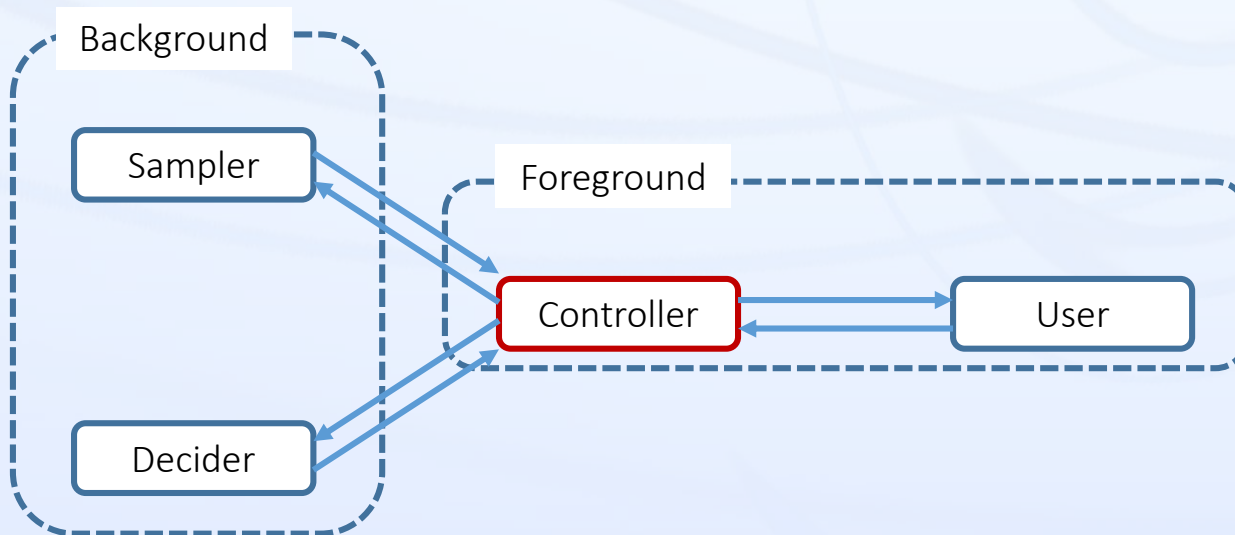 Background
Sampler
Foreground
Controller
User
Decider